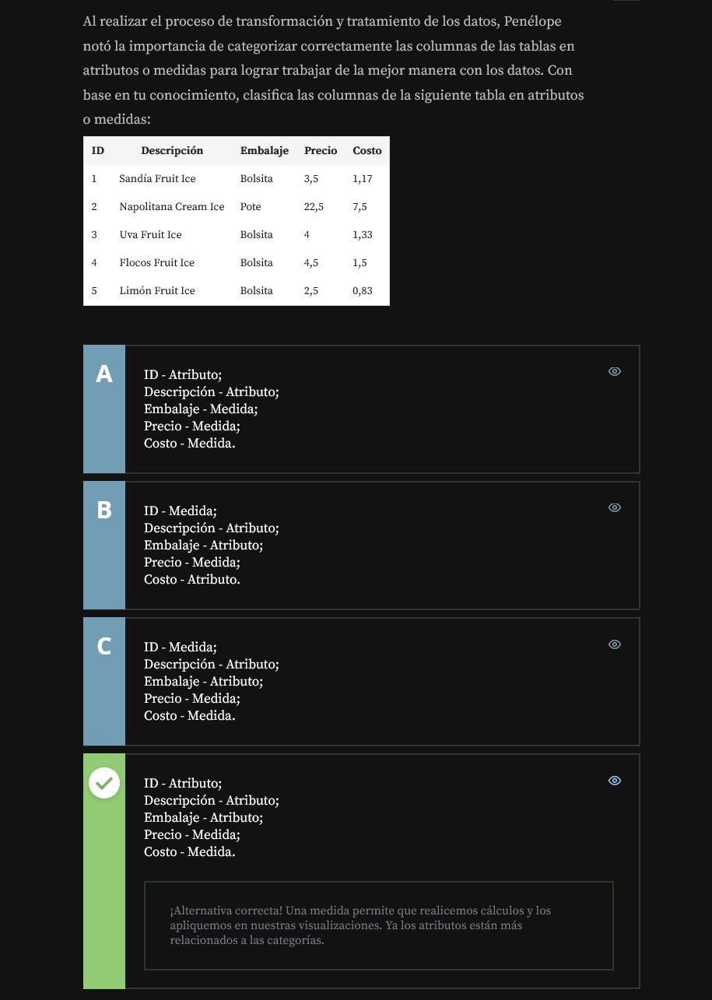 Al realizar el proceso de transformación y tratamiento de los datos, Penélope
notó la importancia de categorizar correctamente las columnas de las tablas en
atributos o medidas para lograr trabajar de la mejor manera con los datos. Con
base en tu conocimiento, clasifica las columnas de la siguiente tabla en atributos
o medidas:
ID Descripción Embalaje Precio Costo
1 Sandía Fruit Ice Bolsita 3,5 1,17
2 Napolitana Cream Ice Pote 22,5 7,5
3 Uva Fruit Ice Bolsita 4 1,33
4 Flocos Fruit Ice Bolsita 4,5 1,5
5 Limón Fruit Ice Bolsita 2,5 0,83
A
ID - Atributo;
Descripción - Atributo;
Embalaje - Medida;
Precio - Medida;
Costo - Medida.
B
ID - Medida;
Descripción - Atributo;
Embalaje - Atributo;
Precio - Medida;
Costo - Atributo.
C
ID - Medida;
Descripción - Atributo;
Embalaje - Atributo;
Precio - Medida;
Costo - Medida.
ID - Atributo;
Descripción - Atributo;
Embalaje - Atributo;
Precio - Medida;
Costo - Medida.
¡Alternativa correcta! Una medida permite que realicemos cálculos y los
apliquemos en nuestras visualizaciones. Ya los atributos están más
relacionados a las categorías.